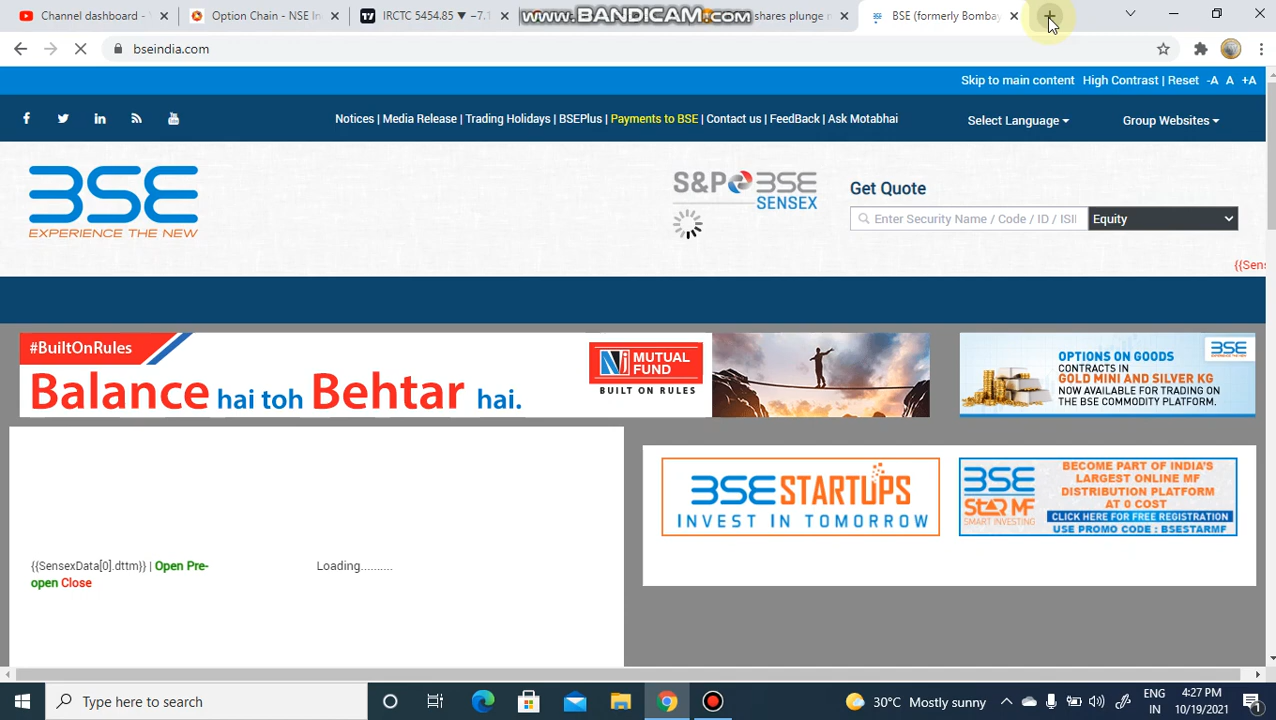 Channel dashboard - Y
Option Chain - NSE In
IRCTC 5454.85 ▼ −7.1
shares plunge m
BSE (formerly Bombay
WWW.BANDICAM.COM
bseindia.com
Skip to main content High Contrast | Reset -A A +A
Notices | Media Release | Trading Holidays | BSEPlus | Payments to BSE | Contact us | FeedBack | Ask Motabhai
Select Language
Group Websites
BSE
EXPERIENCE THE NEW
S&P BSE
SENSEX
Get Quote
Enter Security Name / Code / ID / ISI
Equity
{{Sens
#BuiltOnRules
Balance hai toh Behtar hai.
NJ MUTUAL
FUND
BUILT ON RULES
BSE
OPTIONS ON GOODS
CONTRACTS IN
GOLD MINI AND SILVER KG
NOW AVAILABLE FOR TRADING ON
THE BSE COMMODITY PLATFORM.
BSE STARTUPS
INVEST IN TOMORROW
BSE
STAR MF
SMART INVESTING
BECOME PART OF INDIA'S
LARGEST ONLINE MF
DISTRIBUTION PLATFORM
AT 0 COST
CLICK HERE FOR FREE REGISTRATION
USE PROMO CODE : BSESTARMF
{{SensexData[0].dttm}} | Open Pre-
open Close
Loading..........
Type here to search
30°C Mostly sunny
ENG
IN
4:27 PM
10/19/2021
1